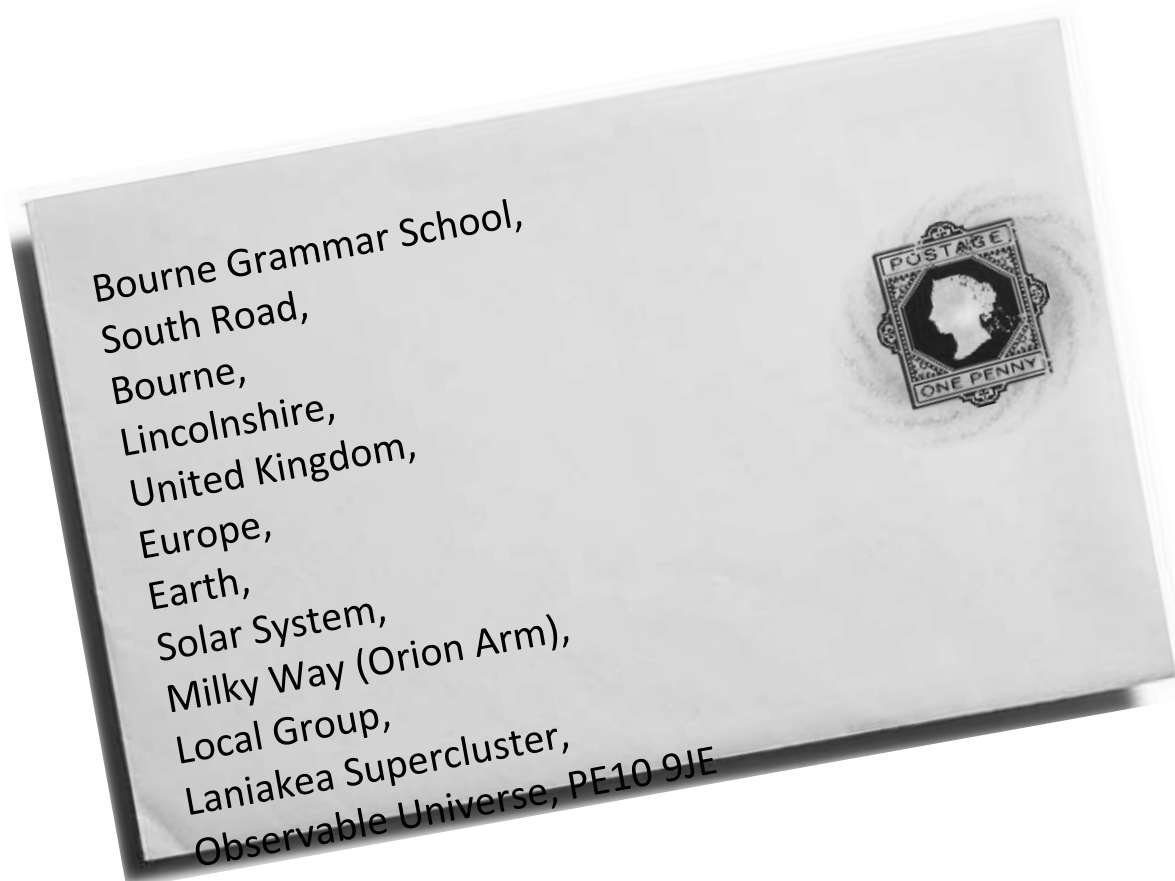 Bourne Grammar School,
South Road,
Bourne,
Lincolnshire,
United Kingdom,
Europe,
Earth,
Solar System,
Milky Way (Orion Arm),
Local Group,
Laniakea Supercluster,
Observable Universe, PE10 9JE
POSTAGE
ONE PENNY